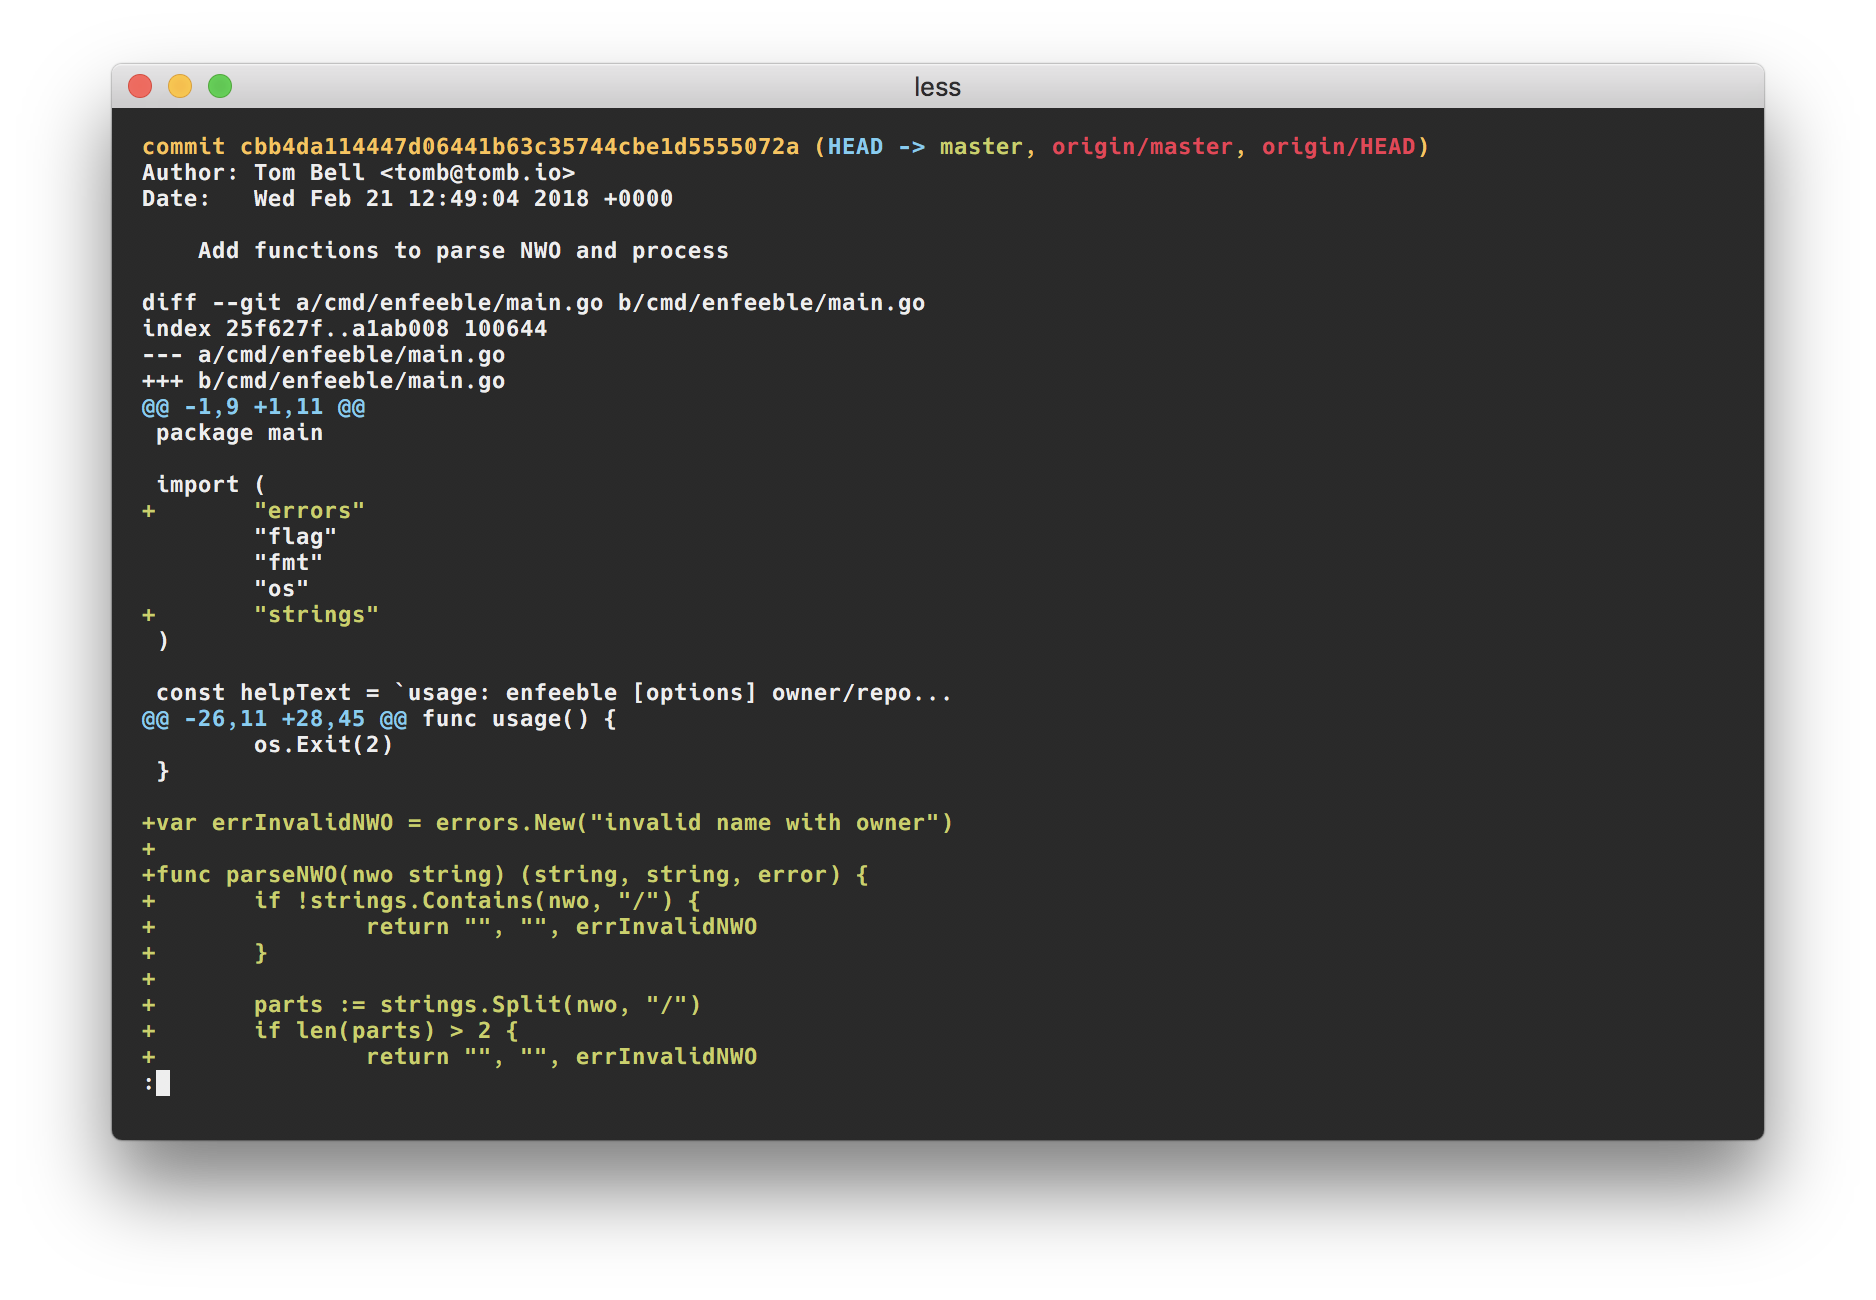 less
commit cbb4da114447d06441b63c35744cbe1d5555072a (HEAD -> master, origin/master, origin/HEAD)
Author: Tom Bell <tomb@tomb.io>
Date:   Wed Feb 21 12:49:04 2018 +0000

    Add functions to parse NWO and process

diff --git a/cmd/enfeeble/main.go b/cmd/enfeeble/main.go
index 25f627f..a1ab008 100644
--- a/cmd/enfeeble/main.go
+++ b/cmd/enfeeble/main.go
@@ -1,9 +1,11 @@
 package main

 import (
+       "errors"
        "flag"
        "fmt"
        "os"
+       "strings"
 )

 const helpText = `usage: enfeeble [options] owner/repo...
@@ -26,11 +28,45 @@ func usage() {
        os.Exit(2)
 }

+var errInvalidNWO = errors.New("invalid name with owner")
+
+func parseNWO(nwo string) (string, string, error) {
+       if !strings.Contains(nwo, "/") {
+               return "", "", errInvalidNWO
+       }
+
+       parts := strings.Split(nwo, "/")
+       if len(parts) > 2 {
+               return "", "", errInvalidNWO
: